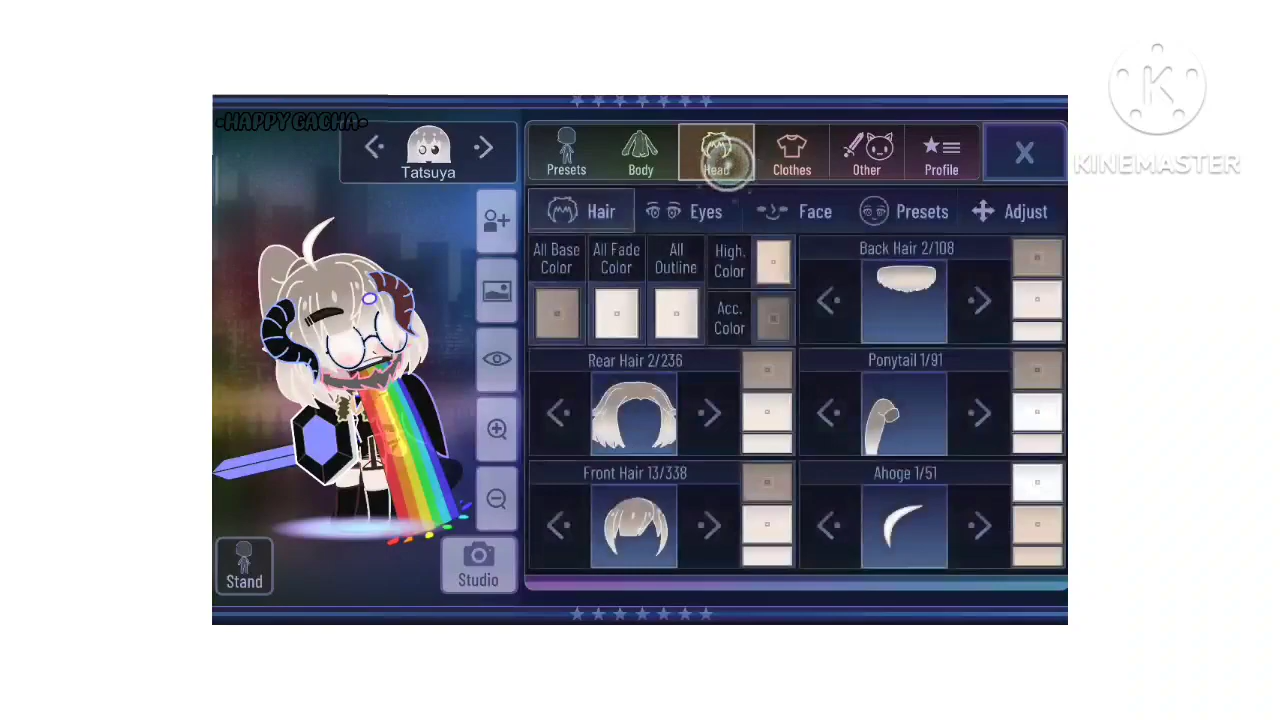 •HAPPY GACHA•
Tatsuya
Presets
Body
Head
Clothes
Other
Profile
X
Hair
Eyes
Face
Presets
Adjust
All Base
Color
All Fade
Color
All
Outline
High.
Color
Acc.
Color
Back Hair 2/108
Rear Hair 2/236
Ponytail 1/91
Front Hair 13/338
Ahoge 1/51
Stand
Studio
K
KINEMASTER